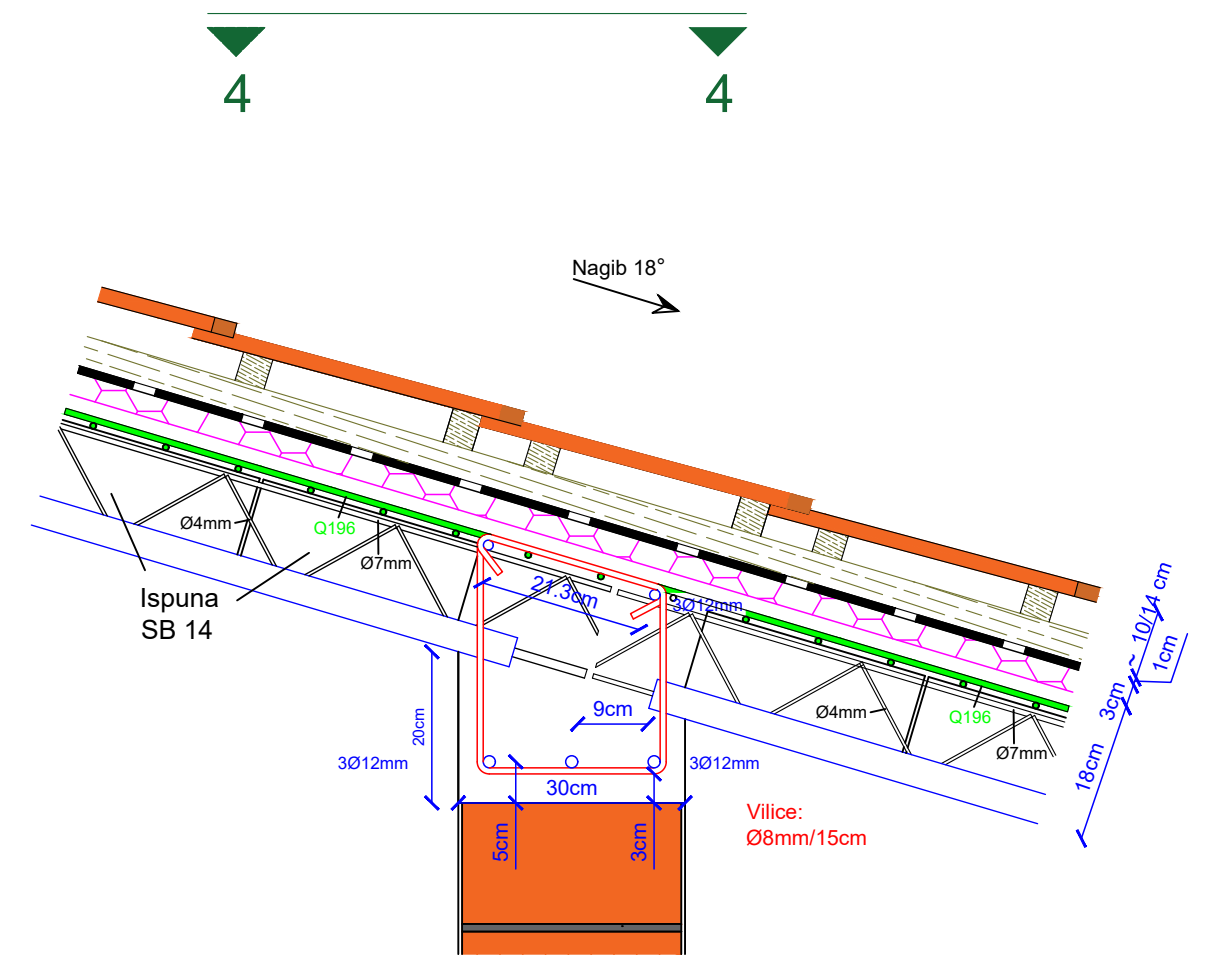 4
4
Nagib 18°
Ø4mm
Q196
Ø7mm
Ispuna
SB 14
21.3cm
3Ø12mm
~ 10/14 cm
1cm
3cm
18cm
9cm
20cm
Ø4mm
Q196
Ø7mm
3Ø12mm
3Ø12mm
30cm
5cm
3cm
Vilice:
Ø8mm/15cm